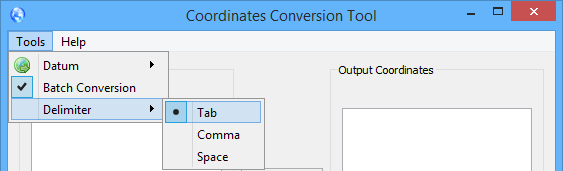 Coordinates Conversion Tool
Tools Help
Datum
Output Coordinates
Batch Conversion
Delimiter
Tab
Comma
Space